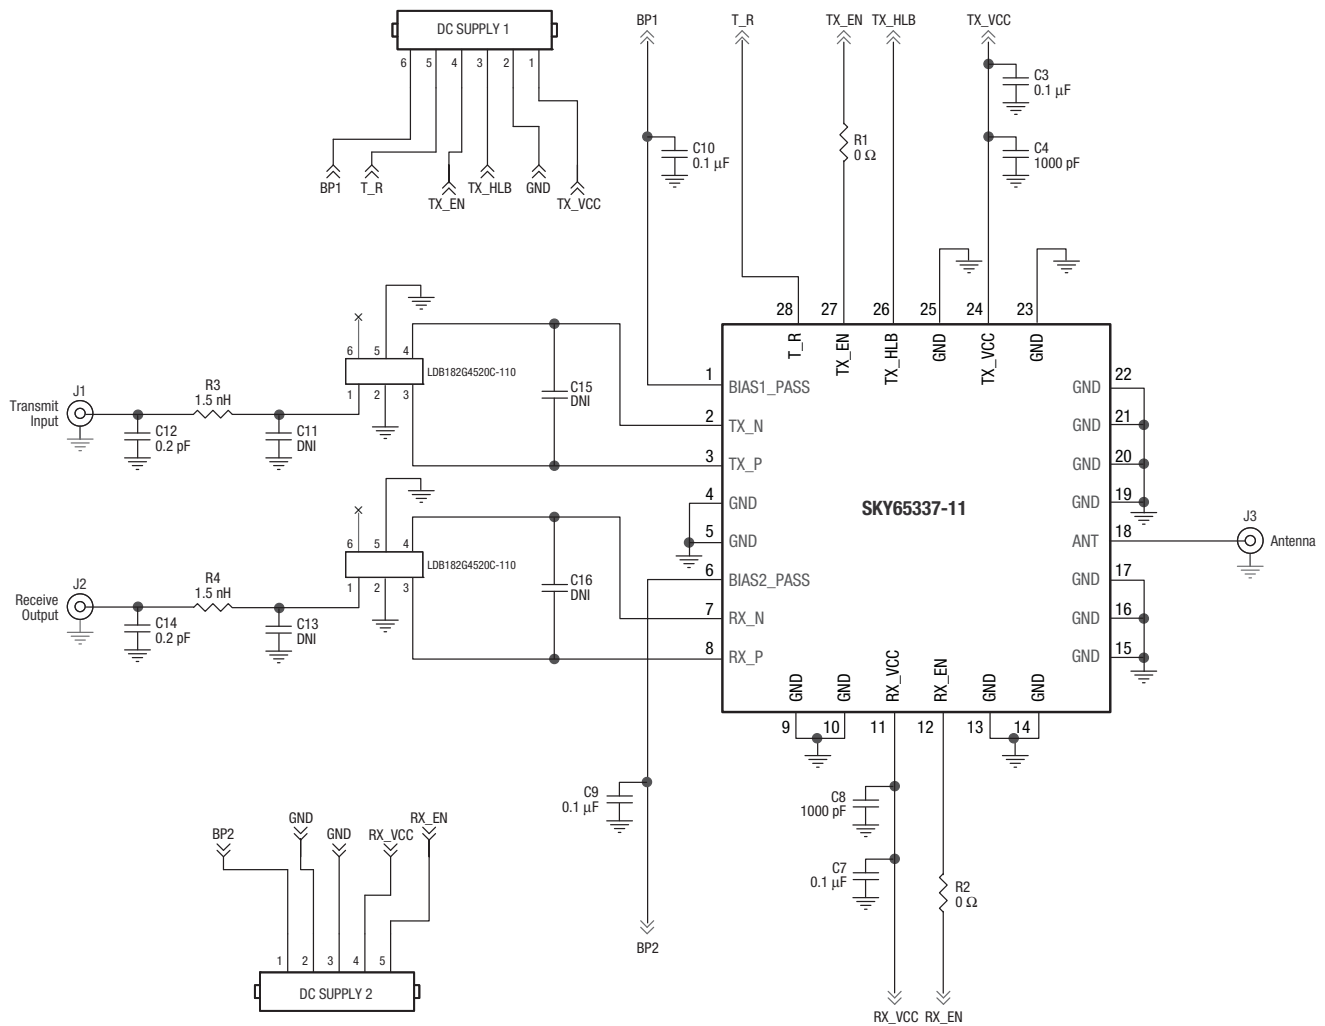 DC SUPPLY 1
6 5 4 3 2 1
BP1 T_R TX_EN TX_HLB GND TX_VCC
BP1 T_R TX_EN TX_HLB TX_VCC
C3
0.1 μF
C10
0.1 μF
R1
0 Ω
C4
1000 pF
28 27 26 25 24 23
T_R TX_EN TX_HLB GND TX_VCC GND
J1
Transmit
Input
C12
0.2 pF
R3
1.5 nH
C11
DNI
6 5 4
LDB182G4520C-110
1 2 3
C15
DNI
1 BIAS1_PASS
2 TX_N
3 TX_P
4 GND
5 GND
6 BIAS2_PASS
7 RX_N
8 RX_P
SKY65337-11
GND 22
GND 21
GND 20
GND 19
ANT 18
GND 17
GND 16
GND 15
J3
Antenna
J2
Receive
Output
C14
0.2 pF
R4
1.5 nH
C13
DNI
6 5 4
LDB182G4520C-110
1 2 3
C16
DNI
GND GND RX_VCC RX_EN GND GND
9 10 11 12 13 14
C9
0.1 μF
BP2
C8
1000 pF
C7
0.1 μF
R2
0 Ω
RX_VCC RX_EN
BP2 GND GND RX_VCC RX_EN
1 2 3 4 5
DC SUPPLY 2